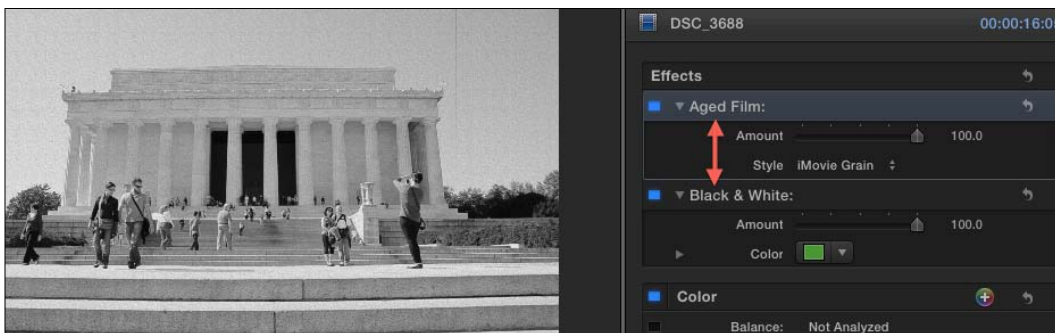 DSC_3688 00:00:16:0
Effects
Aged Film:
Amount 100.0
Style iMovie Grain
Black & White:
Amount 100.0
Color
Color
Balance: Not Analyzed